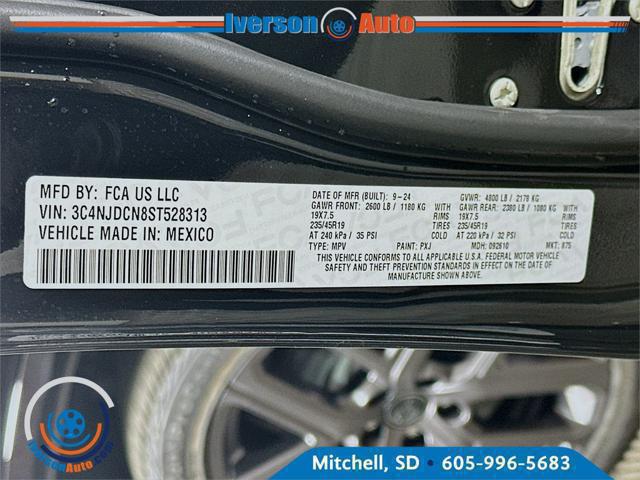 Iverson Auto
MFD BY: FCA US LLC
VIN: 3C4NJDCN8ST528313
VEHICLE MADE IN: MEXICO
DATE OF MFR (BUILT): 9-24 GVWR: 4800 LB / 2178 KG
GAWR FRONT: 2600 LB / 1180 KG GAWR REAR: 2380 LB / 1080 KG
19X7.5 RIMS 19X7.5 RIMS
235/45R19 TIRES 235/45R19 TIRES
AT 240 kPa / 35 PSI COLD AT 220 kPa / 32 PSI COLD
TYPE: MPV PAINT: PXJ MDH: 092610 MKT: 875
THIS VEHICLE CONFORMS TO ALL APPLICABLE U.S.A. FEDERAL MOTOR VEHICLE
SAFETY AND THEFT PREVENTION STANDARDS IN EFFECT ON THE DATE OF
MANUFACTURE SHOWN ABOVE.
IversonAuto.com
Mitchell, SD • 605-996-5683